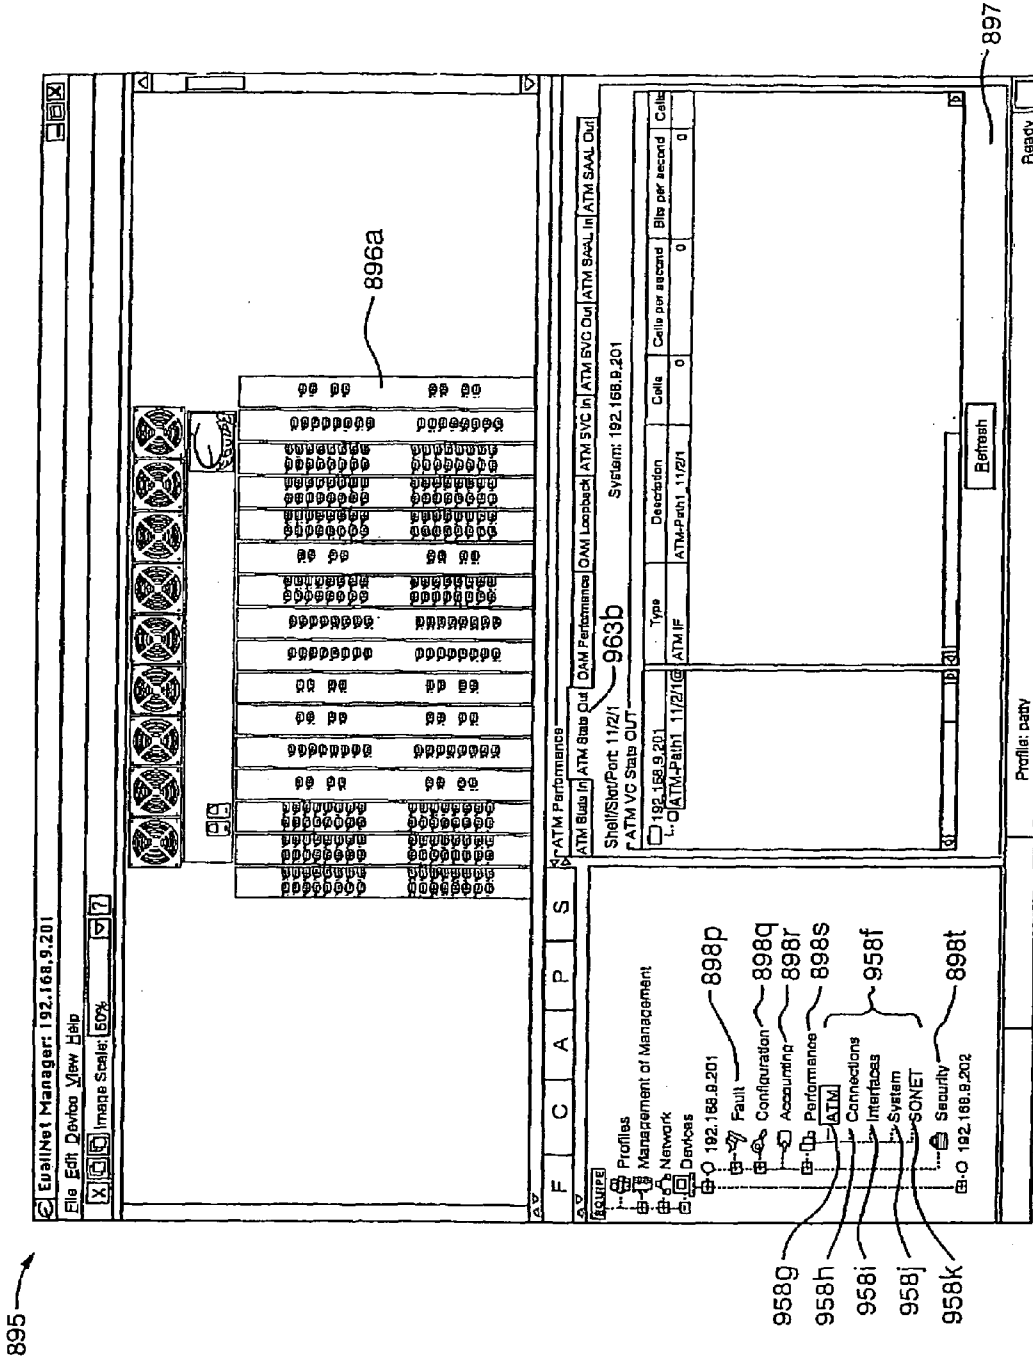 895
EuallNet Manager: 192.168.9.201
File Edit Device View Help
Image Scale: 50%
896a
F C A P S
EQUIPE
Profiles
Management of Management
Network
Devices
192.168.9.201
898p
Fault
898q
Configuration
898r
Accounting
898s
Performance
958g
ATM
958h
Connections
958f
958i
Interfaces
958j
System
958k
SONET
898t
Security
192.168.9.202
ATM Performance
ATM Stats In ATM Stats Out OAM Performance OAM Loopback ATM SVC In ATM SVC Out ATM SAAL In ATM SAAL Out
963b
Shelf/Slot/Port: 11/2/1 System: 192.168.9.201
ATM VC Stats OUT
192.168.9.201
ATM-Path1 11/2/1@
Type Description Cells Cells per second Bits per second Cells
ATM IF ATM-Path1_11/2/1 0 0 0
Refresh
897
Profile: patty
Ready